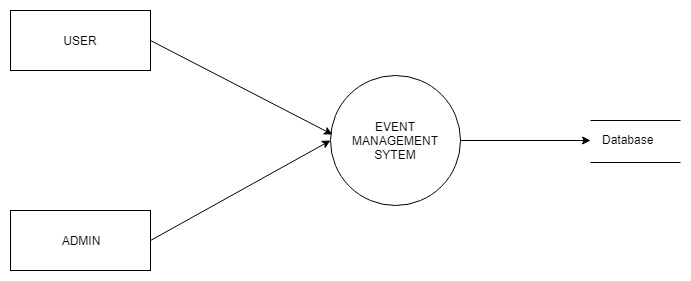 USER
EVENT
MANAGEMENT
SYTEM
Database
ADMIN